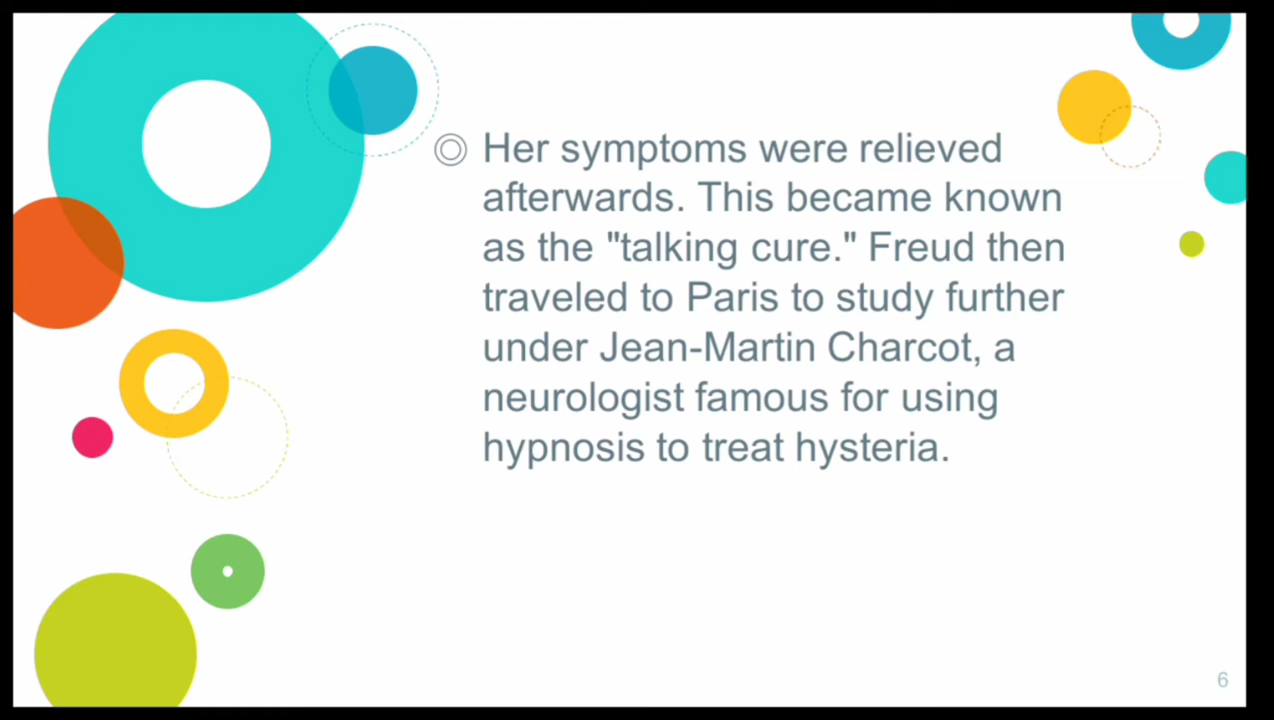 Her symptoms were relieved
afterwards. This became known
as the "talking cure." Freud then
traveled to Paris to study further
under Jean-Martin Charcot, a
neurologist famous for using
hypnosis to treat hysteria.
6